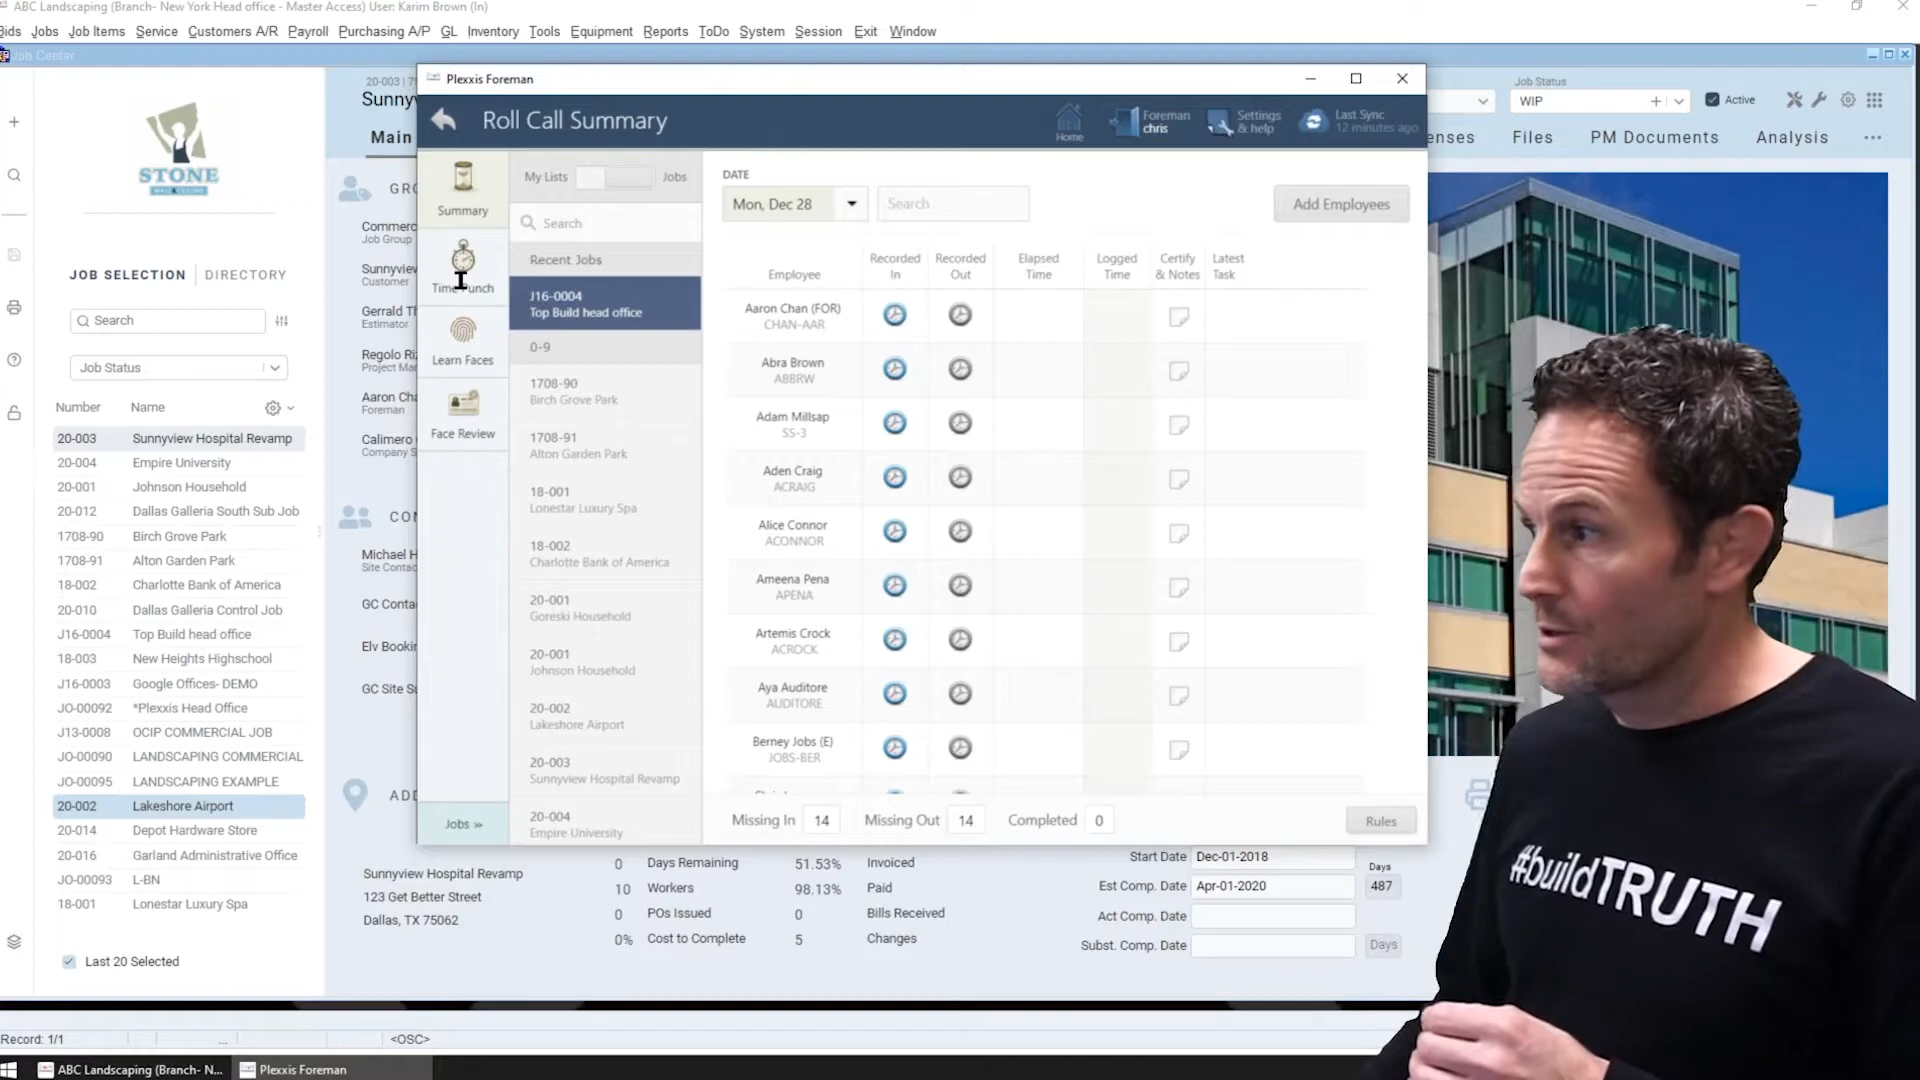 ABC Landscaping (Branch- New York Head office - Master Access) User: Karim Brown (In)
Bids Jobs Job Items Service Customers A/R Payroll Purchasing A/P GL Inventory Tools Equipment Reports ToDo System Session Exit Window
Job Center
STONE
JOB SELECTION | DIRECTORY
Search
Job Status
Number Name
20-003 Sunnyview Hospital Revamp
20-004 Empire University
20-001 Johnson Household
20-012 Dallas Galleria South Sub Job
1708-90 Birch Grove Park
1708-91 Alton Garden Park
18-002 Charlotte Bank of America
20-010 Dallas Galleria Control Job
J16-0004 Top Build head office
18-003 New Heights Highschool
J16-0003 Google Offices- DEMO
JO-00092 *Plexxis Head Office
J13-0008 OCIP COMMERCIAL JOB
JO-00090 LANDSCAPING COMMERCIAL
JO-00095 LANDSCAPING EXAMPLE
20-002 Lakeshore Airport
20-014 Depot Hardware Store
20-016 Garland Administrative Office
JO-00093 L-BN
18-001 Lonestar Luxury Spa
Last 20 Selected
20-003 | 
Sunnyv
Main
GRO
Commerc
Job Group
Sunnyview
Customer
Gerrald Th
Estimator
Regolo Riz
Project Man
Aaron Cha
Foreman
Calimero
Company S
CON
Michael H
Site Contac
GC Conta
Elv Bookin
GC Site Su
ADD
Plexxis Foreman
Roll Call Summary
Home
Foreman
chris
Settings
& help
Last Sync
12 minutes ago
Summary
Time Punch
Learn Faces
Face Review
Jobs »
My Lists Jobs
Search
Recent Jobs
J16-0004
Top Build head office
0-9
1708-90
Birch Grove Park
1708-91
Alton Garden Park
18-001
Lonestar Luxury Spa
18-002
Charlotte Bank of America
20-001
Goreski Household
20-001
Johnson Household
20-002
Lakeshore Airport
20-003
Sunnyview Hospital Revamp
20-004
Empire University
DATE
Mon, Dec 28
Search
Add Employees
Employee
Recorded In
Recorded Out
Elapsed Time
Logged Time
Certify & Notes
Latest Task
Aaron Chan (FOR)
CHAN-AAR
Abra Brown
ABBRW
Adam Millsap
SS-3
Aden Craig
ACRAIG
Alice Connor
ACONNOR
Ameena Pena
APENA
Artemis Crock
ACROCK
Aya Auditore
AUDITORE
Berney Jobs (E)
JOBS-BER
Missing In 14 Missing Out 14 Completed 0
Rules
Job Status
WIP
Active
enses Files PM Documents Analysis
Sunnyview Hospital Revamp
123 Get Better Street
Dallas, TX 75062
0 Days Remaining 51.53% Invoiced
10 Workers 98.13% Paid
0 POs Issued 0 Bills Received
0% Cost to Complete 5 Changes
Start Date Dec-01-2018
Days
Est Comp. Date Apr-01-2020 487
Act Comp. Date
Subst. Comp. Date Days
#buildTRUTH
Record: 1/1 ... <OSC>
ABC Landscaping (Branch- N... Plexxis Foreman